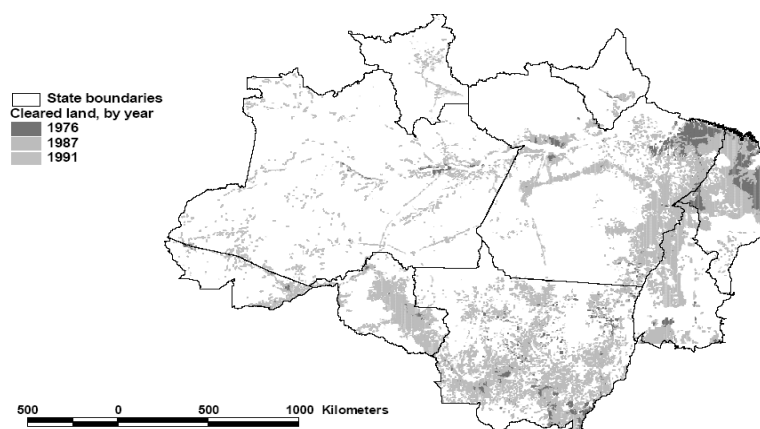 State boundaries
Cleared land, by year
1976
1987
1991
500 0 500 1000 Kilometers